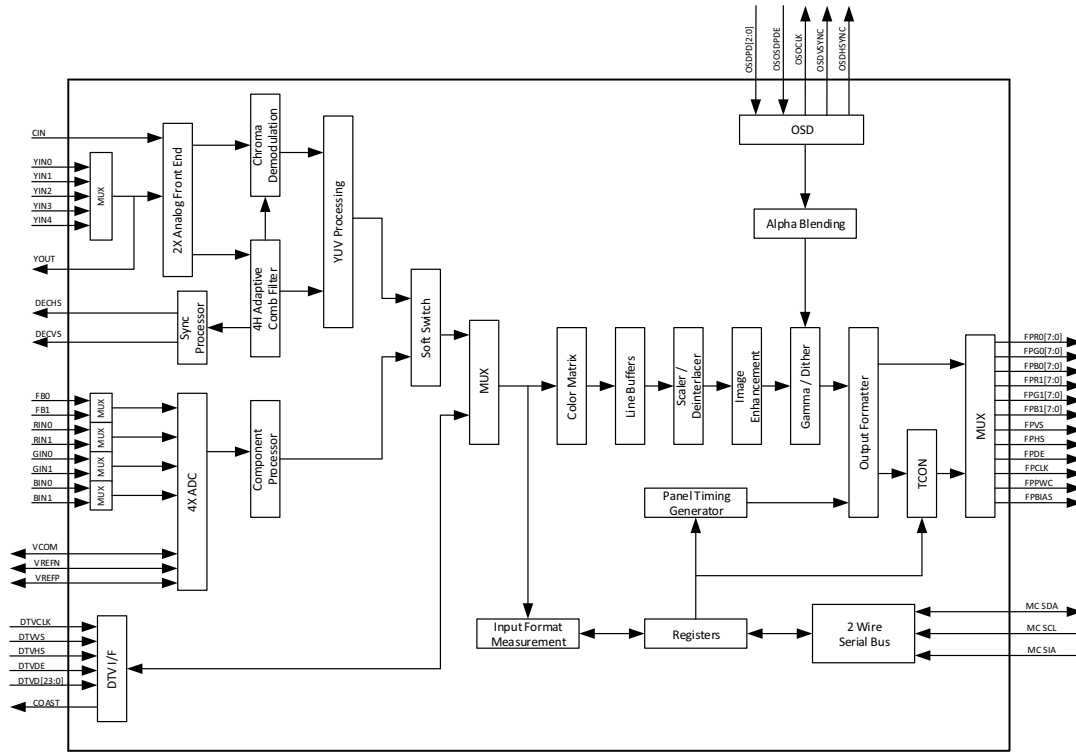 OSDPD[2:0]
OSOSDPDE
OSOCLK
OSDVSYNC
OSDHSYNC
OSD
Alpha Blending
CIN
YIN0
YIN1
YIN2
YIN3
YIN4
MUX
YOUT
2X Analog Front End
Chroma
Demodulation
4H Adaptive
Comb Filter
YUV Processing
DECHS
DECVS
Sync
Processor
Soft Switch
FB0
FB1
RIN0
RIN1
GIN0
GIN1
BIN0
BIN1
MUX
MUX
MUX
MUX
4X ADC
Component
Processor
VCOM
VREFN
VREFP
MUX
Color Matrix
Line Buffers
Scaler /
Deinterlacer
Image
Enhancement
Gamma / Dither
Output Formatter
TCON
MUX
FPR0[7:0]
FPG0[7:0]
FPB0[7:0]
FPR1[7:0]
FPG1[7:0]
FPB1[7:0]
FPVS
FPHS
FPDE
FPCLK
FPPWC
FPBIAS
Panel Timing
Generator
DTVCLK
DTVVS
DTVHS
DTVDE
DTVD[23:0]
COAST
DTV I/F
Input Format
Measurement
Registers
2 Wire
Serial Bus
MC SDA
MC SCL
MC SIA